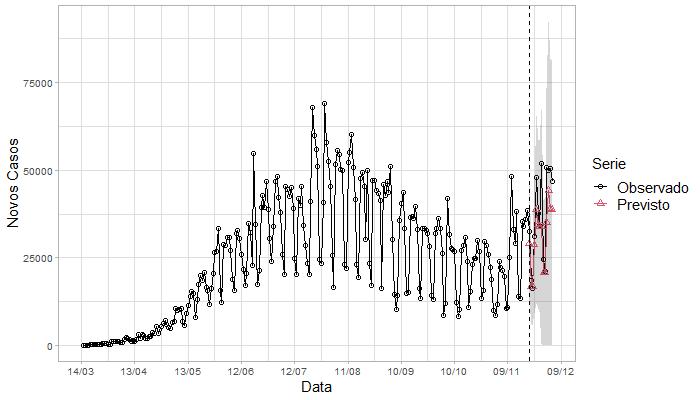 Novos Casos
75000
50000
25000
0
14/03 13/04 13/05 12/06 12/07 11/08 10/09 10/10 09/11 09/12
Data
Serie
Observado
Previsto